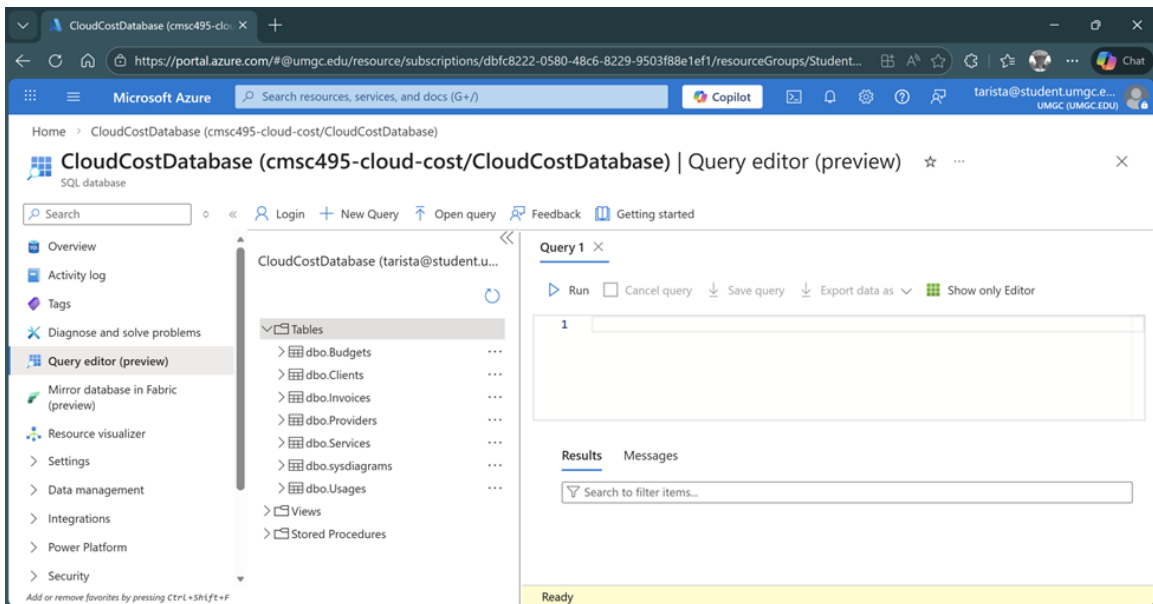 CloudCostDatabase (cmsc495-clou
https://portal.azure.com/#@umgc.edu/resource/subscriptions/dbfc8222-0580-48c6-8229-9503f88e1ef1/resourceGroups/Student...
Chat
Microsoft Azure
Search resources, services, and docs (G+/)
Copilot
tarista@student.umgc.e...
UMGC (UMGC.EDU)
Home > CloudCostDatabase (cmsc495-cloud-cost/CloudCostDatabase)
CloudCostDatabase (cmsc495-cloud-cost/CloudCostDatabase) | Query editor (preview)
SQL database
Search
Login
New Query
Open query
Feedback
Getting started
Overview
Activity log
Tags
Diagnose and solve problems
Query editor (preview)
Mirror database in Fabric
(preview)
Resource visualizer
Settings
Data management
Integrations
Power Platform
Security
Add or remove favorites by pressing Ctrl+Shift+F
CloudCostDatabase (tarista@student.u...
Tables
dbo.Budgets
dbo.Clients
dbo.Invoices
dbo.Providers
dbo.Services
dbo.sysdiagrams
dbo.Usages
Views
Stored Procedures
Query 1
Run
Cancel query
Save query
Export data as
Show only Editor
1
Results
Messages
Search to filter items...
Ready